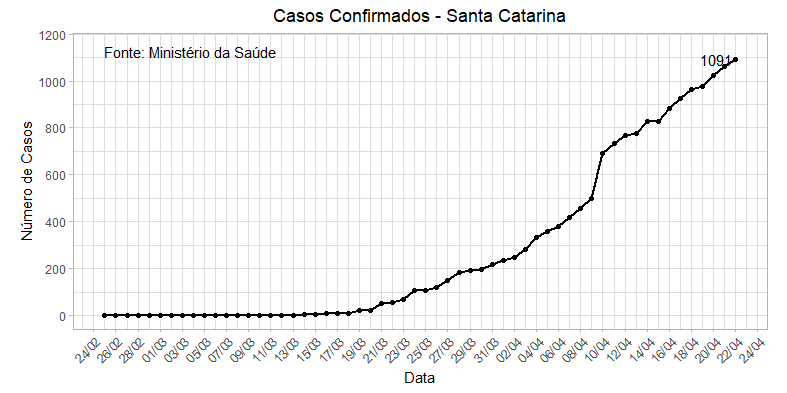 Casos Confirmados - Santa Catarina
Fonte: Ministério da Saúde
1091
Número de Casos
1200
1000
800
600
400
200
0
24/02 26/02 28/02 01/03 03/03 05/03 07/03 09/03 11/03 13/03 15/03 17/03 19/03 21/03 23/03 25/03 27/03 29/03 31/03 02/04 04/04 06/04 08/04 10/04 12/04 14/04 16/04 18/04 20/04 22/04 24/04
Data